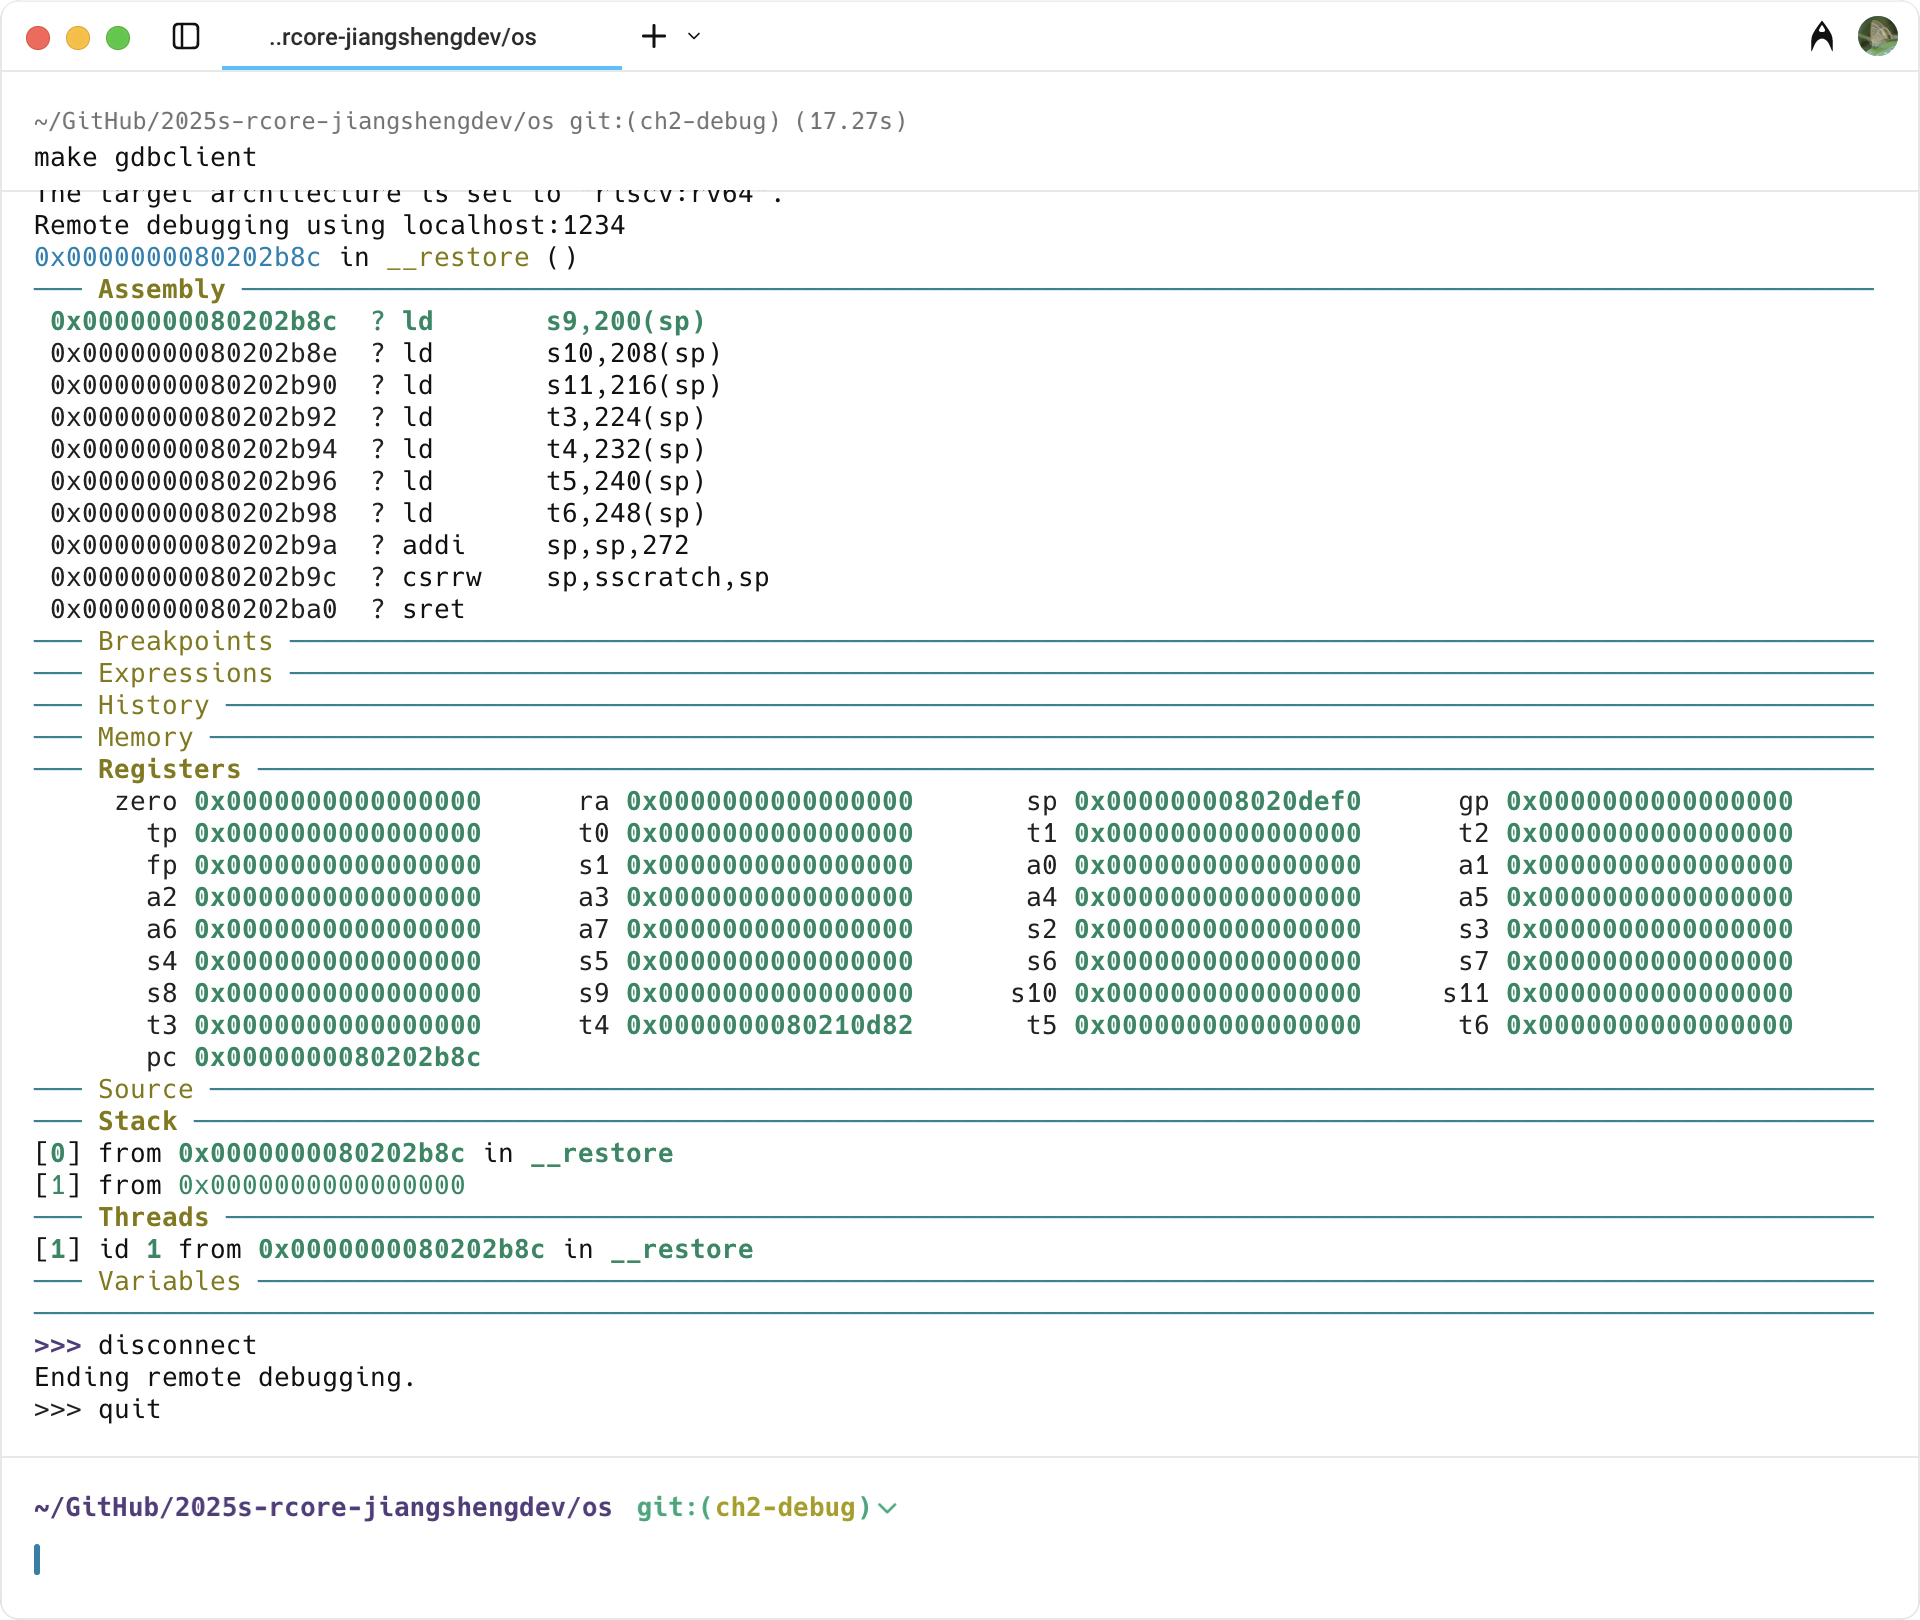 ..rcore-jiangshengdev/os
~/GitHub/2025s-rcore-jiangshengdev/os git:(ch2-debug) (17.27s)
make gdbclient
The target architecture is set to "riscv:rv64".
Remote debugging using localhost:1234
0x0000000080202b8c in __restore ()
Assembly
0x0000000080202b8c ? ld s9,200(sp)
0x0000000080202b8e ? ld s10,208(sp)
0x0000000080202b90 ? ld s11,216(sp)
0x0000000080202b92 ? ld t3,224(sp)
0x0000000080202b94 ? ld t4,232(sp)
0x0000000080202b96 ? ld t5,240(sp)
0x0000000080202b98 ? ld t6,248(sp)
0x0000000080202b9a ? addi sp,sp,272
0x0000000080202b9c ? csrrw sp,sscratch,sp
0x0000000080202ba0 ? sret
Breakpoints
Expressions
History
Memory
Registers
zero 0x0000000000000000 ra 0x0000000000000000 sp 0x000000008020def0 gp 0x0000000000000000
tp 0x0000000000000000 t0 0x0000000000000000 t1 0x0000000000000000 t2 0x0000000000000000
fp 0x0000000000000000 s1 0x0000000000000000 a0 0x0000000000000000 a1 0x0000000000000000
a2 0x0000000000000000 a3 0x0000000000000000 a4 0x0000000000000000 a5 0x0000000000000000
a6 0x0000000000000000 a7 0x0000000000000000 s2 0x0000000000000000 s3 0x0000000000000000
s4 0x0000000000000000 s5 0x0000000000000000 s6 0x0000000000000000 s7 0x0000000000000000
s8 0x0000000000000000 s9 0x0000000000000000 s10 0x0000000000000000 s11 0x0000000000000000
t3 0x0000000000000000 t4 0x0000000080210d82 t5 0x0000000000000000 t6 0x0000000000000000
pc 0x0000000080202b8c
Source
Stack
[0] from 0x0000000080202b8c in __restore
[1] from 0x0000000000000000
Threads
[1] id 1 from 0x0000000080202b8c in __restore
Variables
>>> disconnect
Ending remote debugging.
>>> quit
~/GitHub/2025s-rcore-jiangshengdev/os git:(ch2-debug)